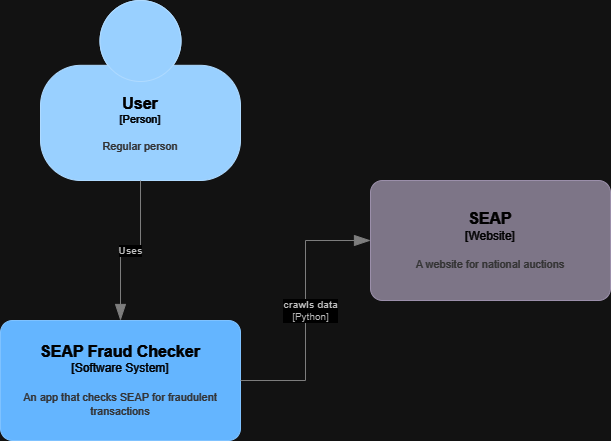 User
[Person]
Regular person
Uses
SEAP
[Website]
A website for national auctions
crawls data
[Python]
SEAP Fraud Checker
[Software System]
An app that checks SEAP for fraudulent
transactions